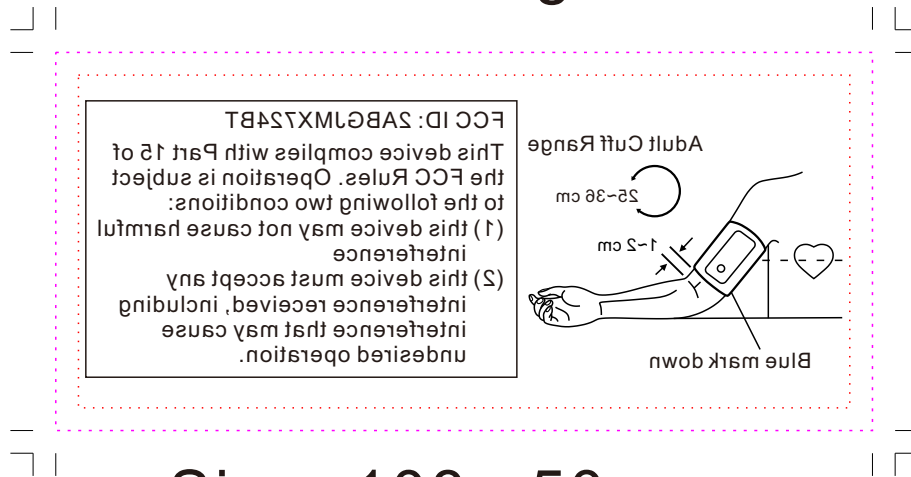 FCC ID: 2ABGJMX724BT
This device complies with Part 15 of
the FCC Rules. Operation is subject
to the following two conditions:
(1) this device may not cause harmful
interference
(2) this device must accept any
interference received, including
interference that may cause
undesired operation.
Adult Cuff Range
25~36 cm
1~2 cm
Blue mark down